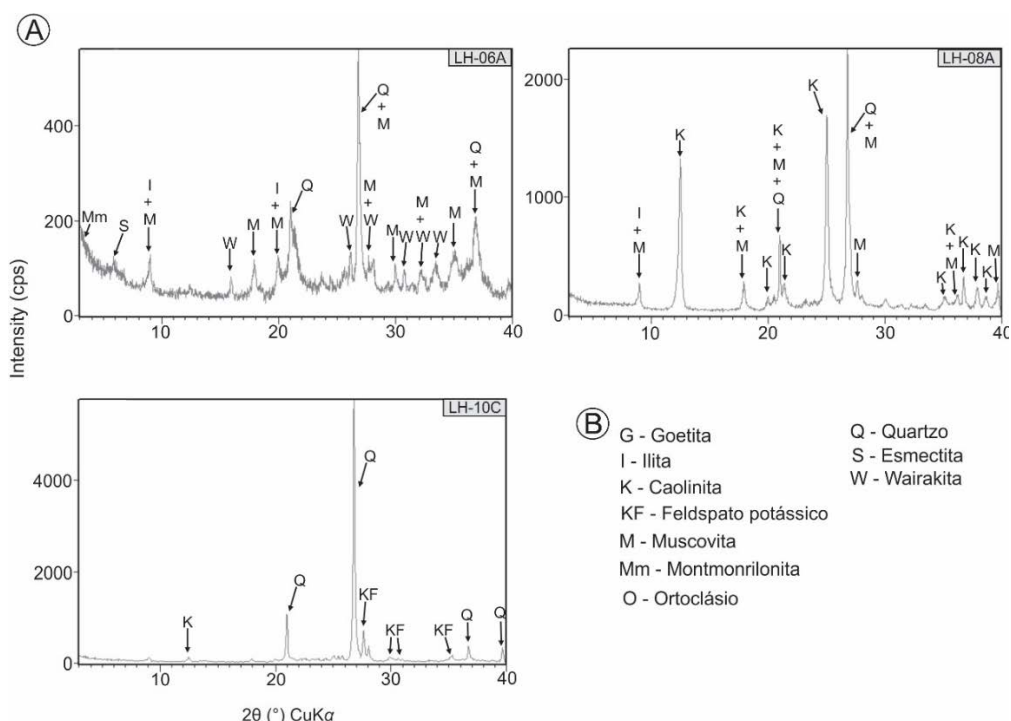 A
LH-06A
400
200
0
10
20
30
40
Mm
S
I
+
M
W
M
I
+
M
Q
Q
+
M
W
M
+
W
M
W
M
+
W
W
M
Q
+
M
LH-08A
2000
1000
0
10
20
30
40
I
+
M
K
K
+
M
K
K
+
M
+
Q
K
K
Q
+
M
M
K
K
+
M
K
K
K
M
Intensity (cps)
LH-10C
4000
2000
0
10
20
30
40
K
Q
Q
KF
KF
KF
Q
Q
2θ (°) CuKα
B
G - Goetita
I - Ilita
K - Caolinita
KF - Feldspato potássico
M - Muscovita
Mm - Montmonrilonita
O - Ortoclásio
Q - Quartzo
S - Esmectita
W - Wairakita